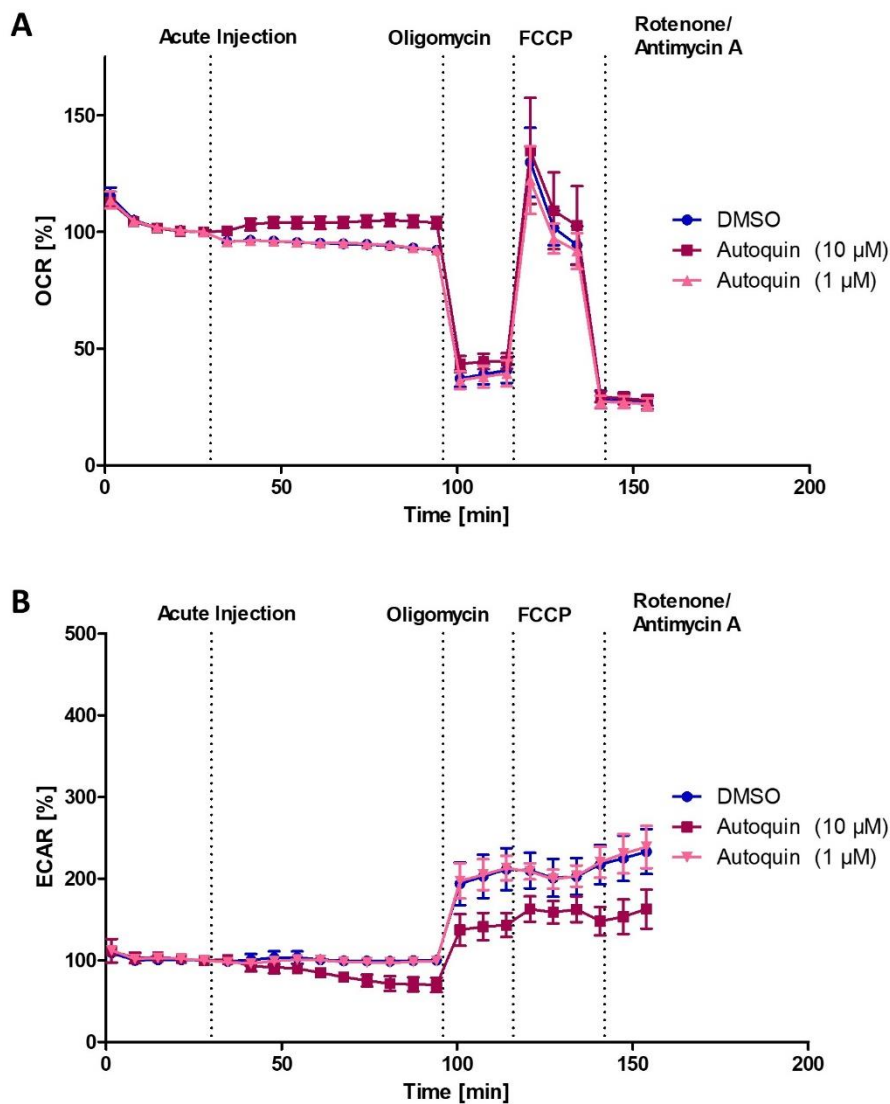 A
Acute Injection
Oligomycin
FCCP
Rotenone/
Antimycin A
150
100
50
0
OCR [%]
0
50
100
150
200
Time [min]
DMSO
Autoquin (10 µM)
Autoquin (1 µM)
B
Acute Injection
Oligomycin
FCCP
Rotenone/
Antimycin A
500
400
300
200
100
0
ECAR [%]
0
50
100
150
200
Time [min]
DMSO
Autoquin (10 µM)
Autoquin (1 µM)